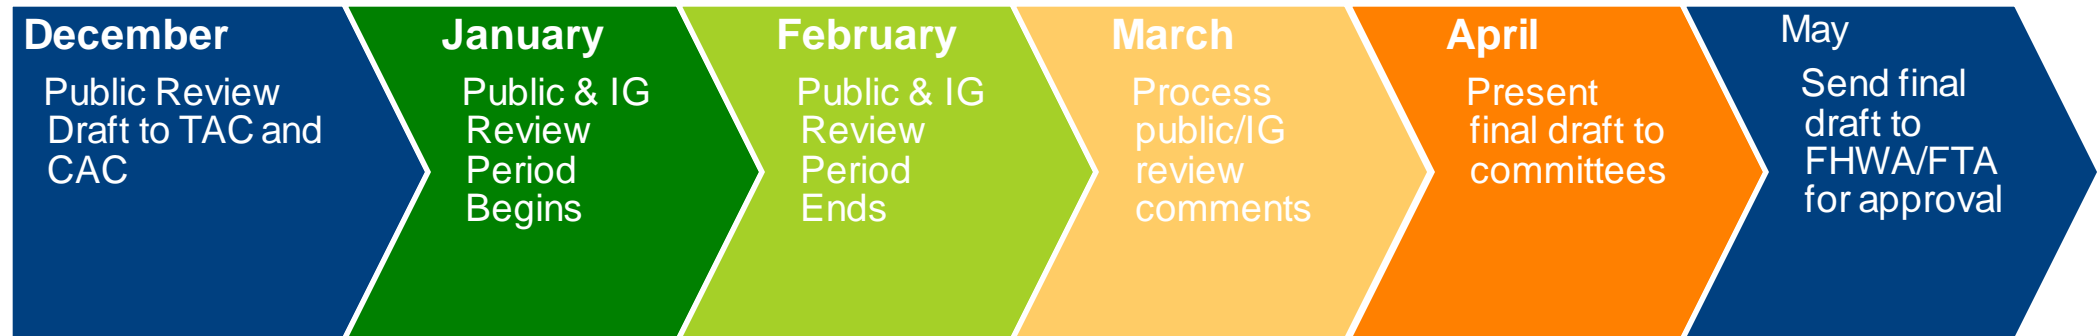 December
Public Review
Draft to TAC and
CAC
January
Public & IG
Review
Period
Begins
February
Public & IG
Review
Period
Ends
March
Process
public/IG
review
comments
April
Present
final draft to
committees
May
Send final
draft to
FHWA/FTA
for approval